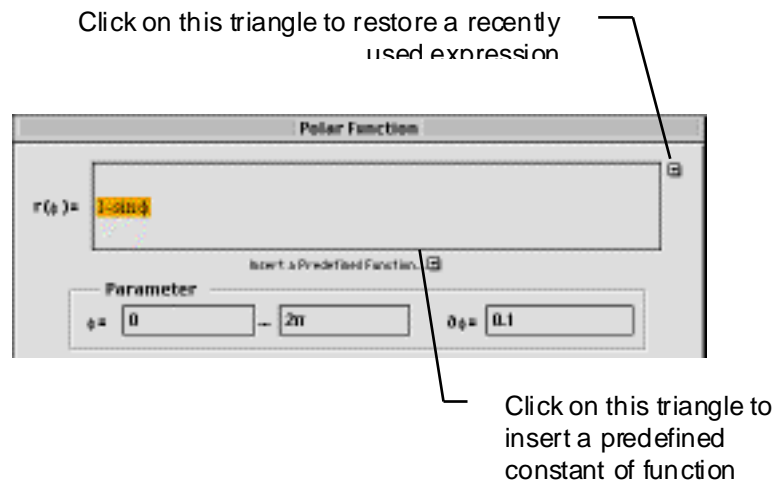 Click on this triangle to restore a recently
used expression
Polar Function
r(ϕ)=
1-sinϕ
Insert a Predefined Function...
Parameter
ϕ= 0 ... 2π ∂ϕ= 0.1
Click on this triangle to
insert a predefined
constant of function